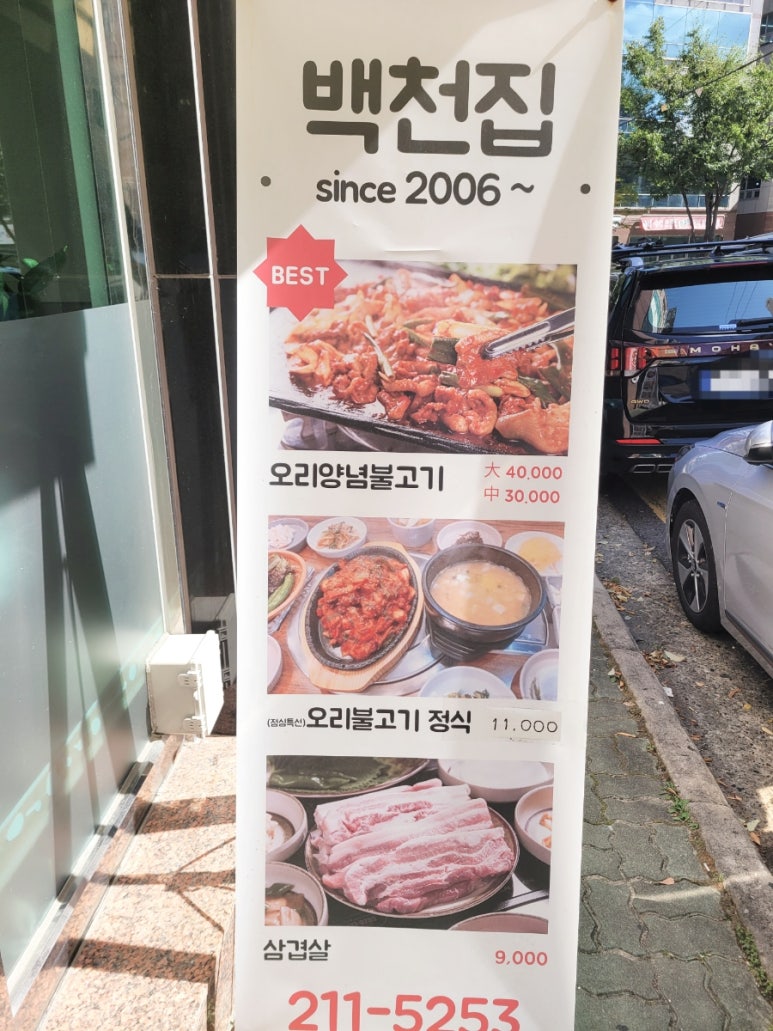 백천집
since 2006 ~
BEST
오리양념불고기
大 40,000
中 30,000
(점심특선)오리불고기 정식 11.000
삼겹살 9,000
211-5253
MOHA
4WD